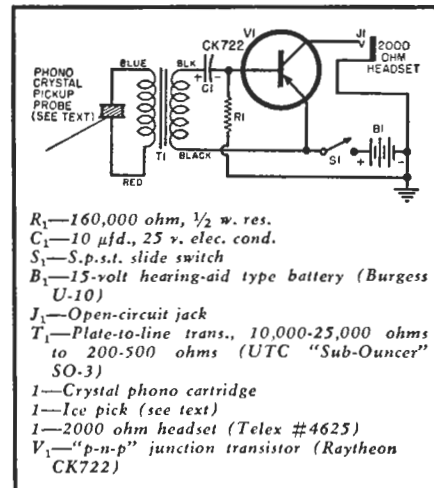 V1
CK722
J1
2000
OHM
HEADSET
BLUE
BLK
PHONO
CRYSTAL
PICKUP
PROBE
(SEE TEXT)
+
-
C1
R1
T1
BLACK
RED
S1
B1
+
-
R₁—160,000 ohm, ½ w. res.
C₁—10 µfd., 25 v. elec. cond.
S₁—S.p.s.t. slide switch
B₁—15-volt hearing-aid type battery (Burgess
U-10)
J₁—Open-circuit jack
T₁—Plate-to-line trans., 10,000-25,000 ohms
to 200-500 ohms (UTC "Sub-Ouncer"
SO-3)
1—Crystal phono cartridge
1—Ice pick (see text)
1—2000 ohm headset (Telex #4625)
V₁—"p-n-p" junction transistor (Raytheon
CK722)